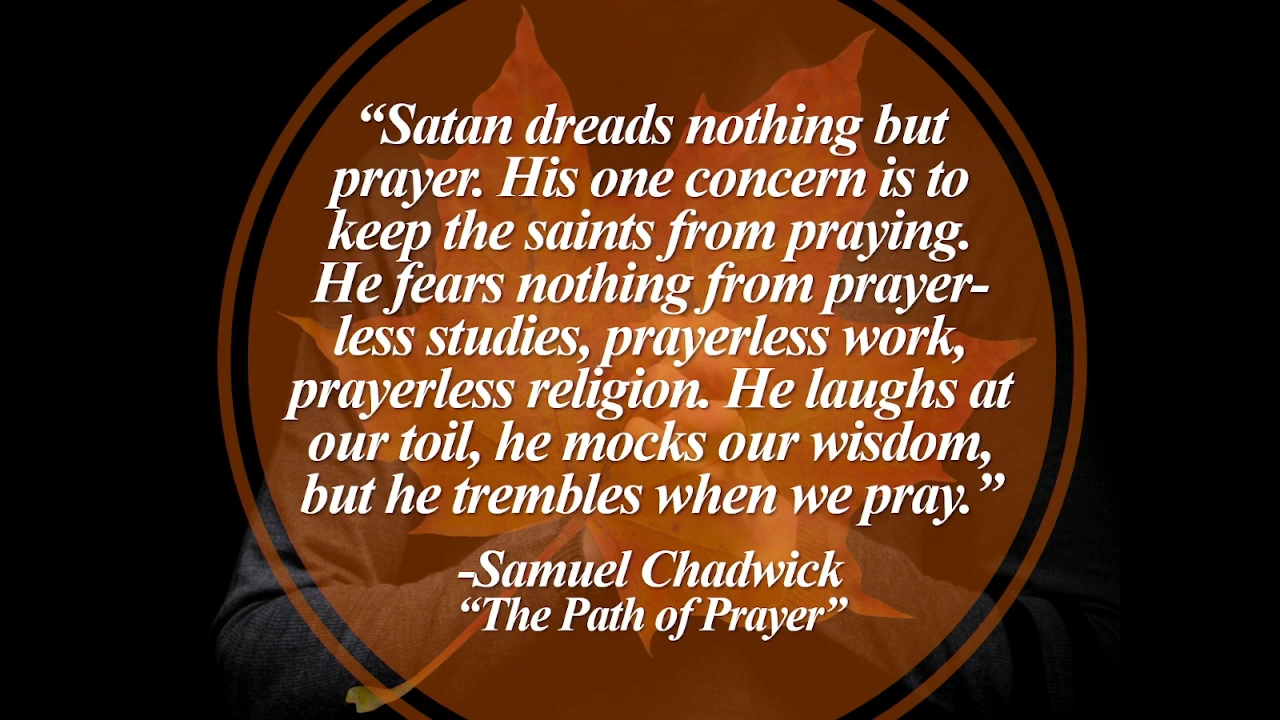 “Satan dreads nothing but
prayer. His one concern is to
keep the saints from praying.
He fears nothing from prayer-
less studies, prayerless work,
prayerless religion. He laughs at
our toil, he mocks our wisdom,
but he trembles when we pray.”
-Samuel Chadwick
“The Path of Prayer”